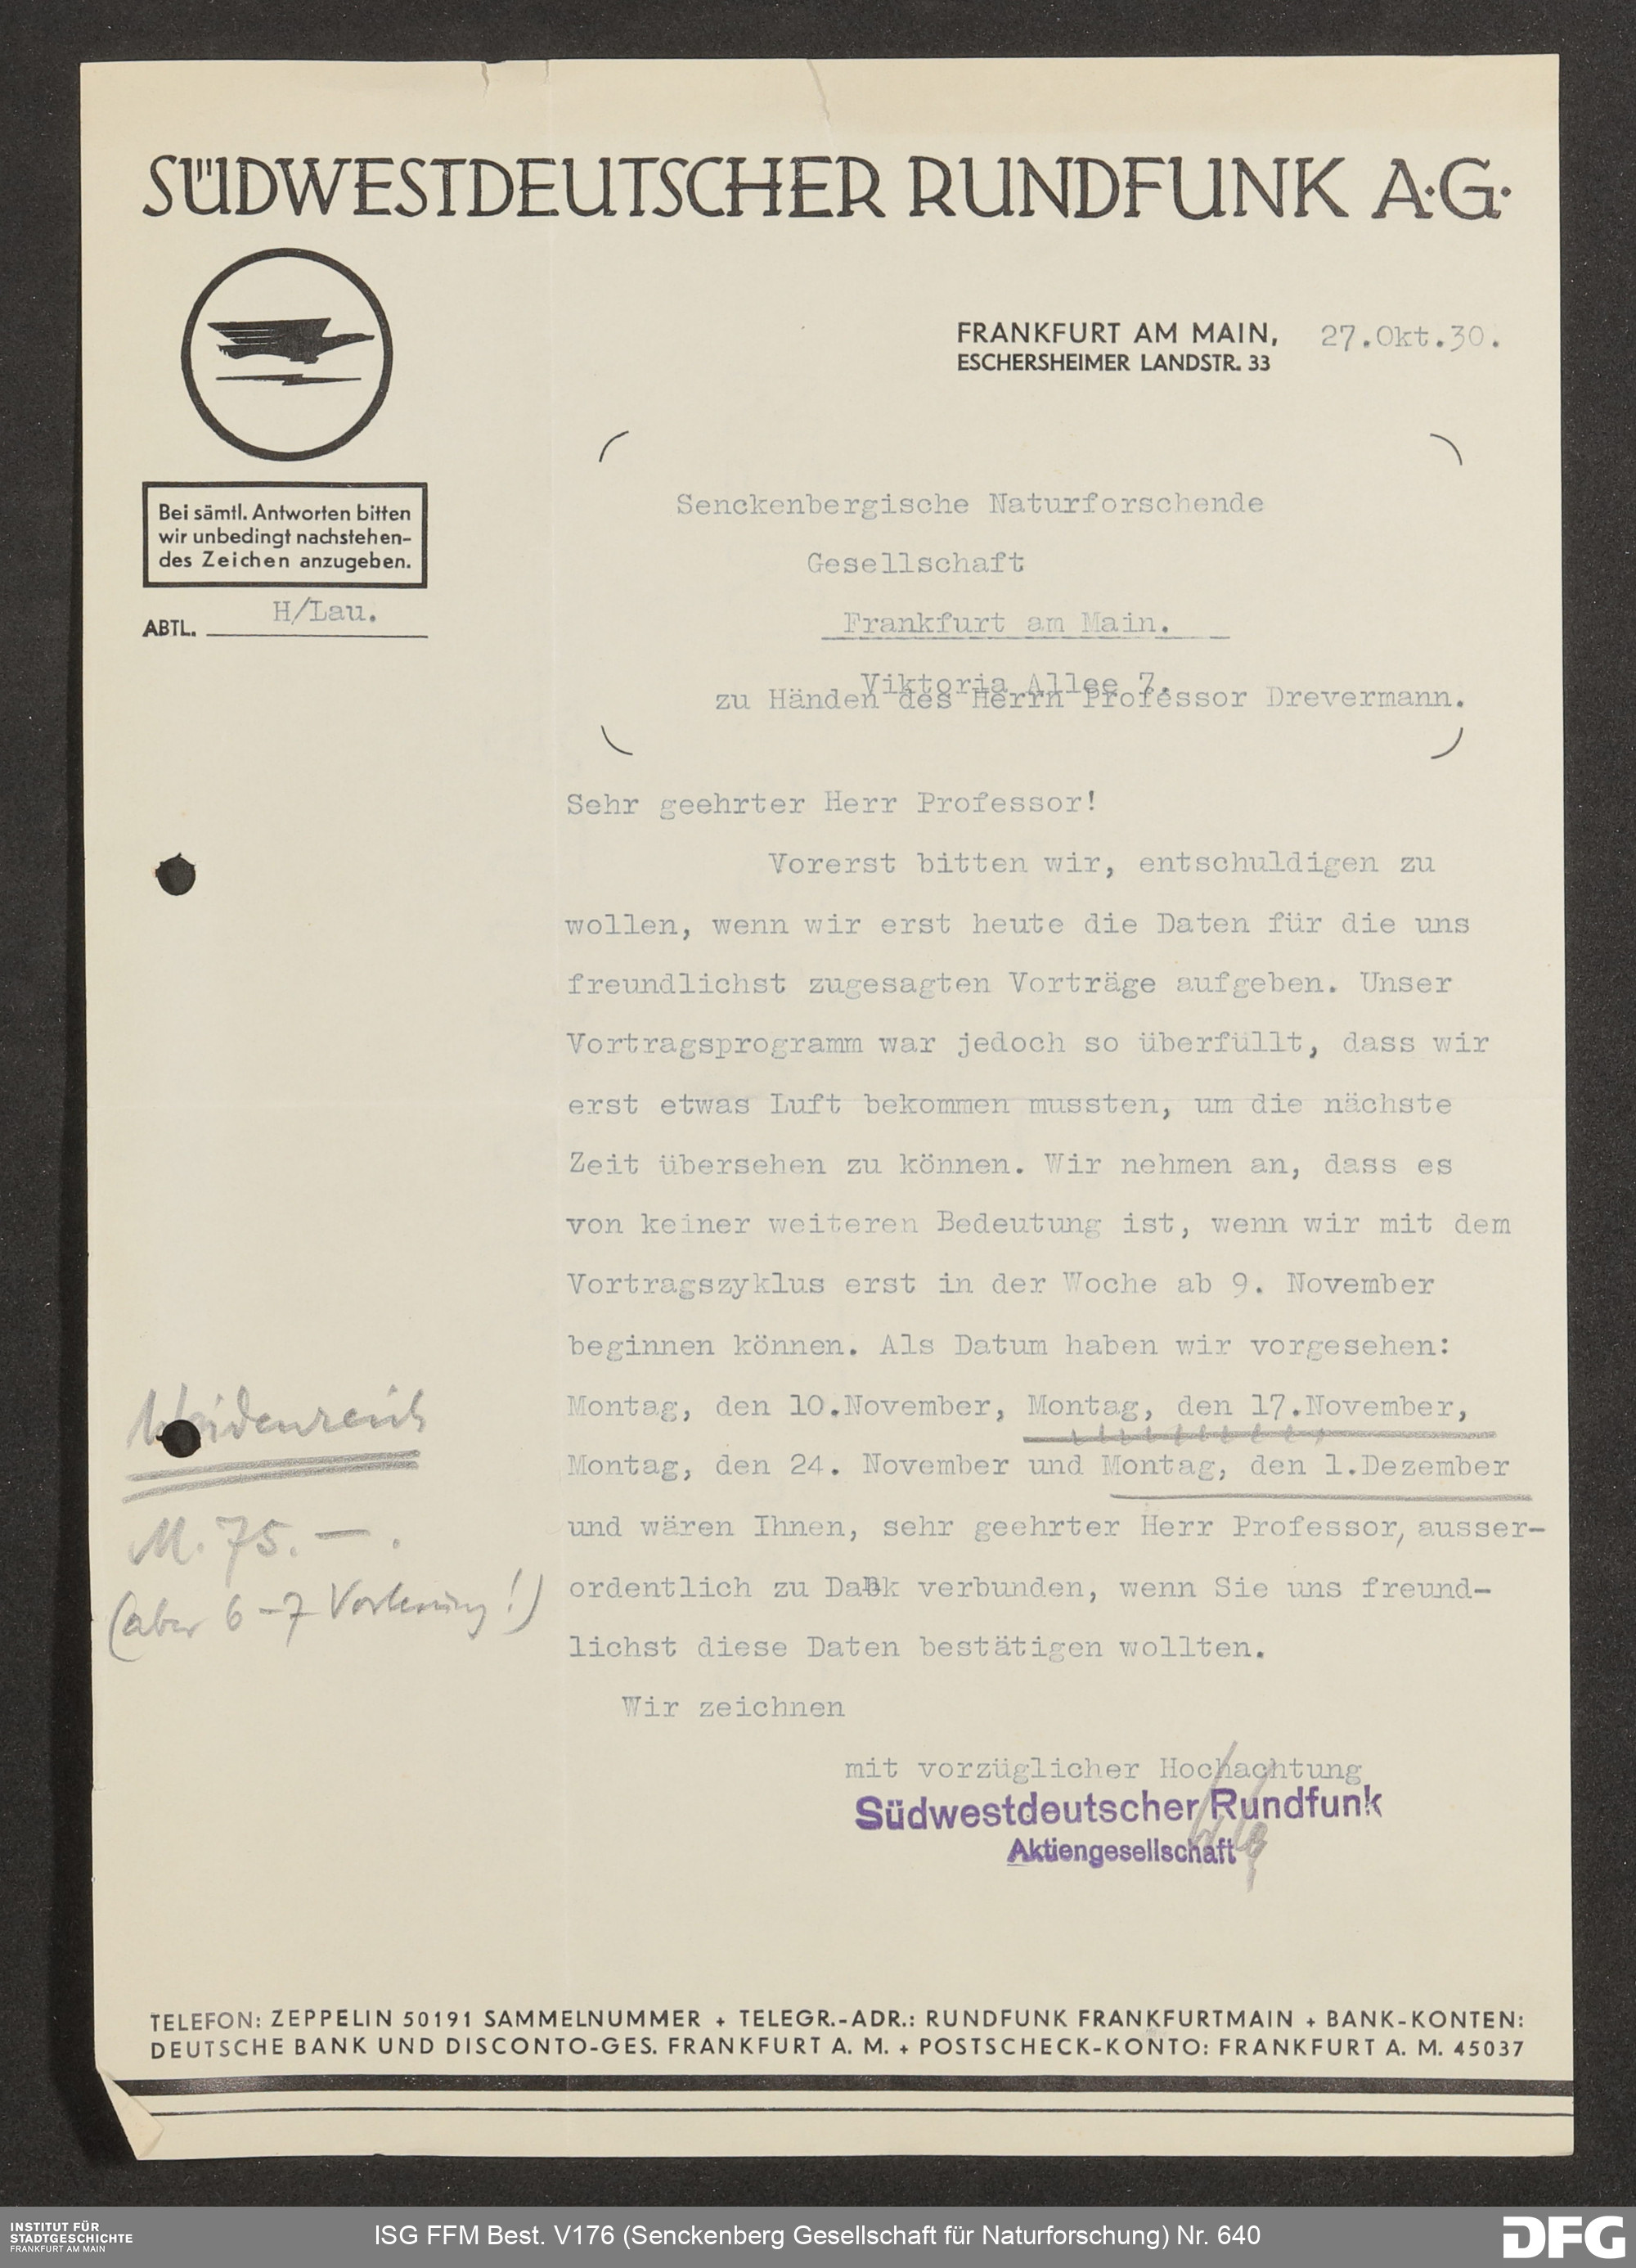 SÜDWESTDEUTSCHER RUNDFUNK A·G·
FRANKFURT AM MAIN, 27.Okt.30.
ESCHERSHEIMER LANDSTR. 33
Bei sämtl. Antworten bitten
wir unbedingt nachstehen-
des Zeichen anzugeben.
ABTL. H/Lau.
Senckenbergische Naturforschende
Gesellschaft
Frankfurt am Main.
Viktoria Allee 7.
zu Händen des Herrn Professor Drevermann.
Sehr geehrter Herr Professor!
Vorerst bitten wir, entschuldigen zu
wollen, wenn wir erst heute die Daten für die uns
freundlichst zugesagten Vorträge aufgeben. Unser
Vortragsprogramm war jedoch so überfüllt, dass wir
erst etwas Luft bekommen mussten, um die nächste
Zeit übersehen zu können. Wir nehmen an, dass es
von keiner weiteren Bedeutung ist, wenn wir mit dem
Vortragszyklus erst in der Woche ab 9. November
beginnen können. Als Datum haben wir vorgesehen:
Montag, den 10.November, Montag, den 17.November,
Montag, den 24. November und Montag, den 1.Dezember
und wären Ihnen, sehr geehrter Herr Professor, ausser-
ordentlich zu Dank verbunden, wenn Sie uns freund-
lichst diese Daten bestätigen wollten.
Wir zeichnen
mit vorzüglicher Hochachtung
Südwestdeutscher Rundfunk
Aktiengesellschaft
Weidenreich
M. 75.—.
(aber 6–7 Vorlesung!)
TELEFON: ZEPPELIN 50191 SAMMELNUMMER + TELEGR.-ADR.: RUNDFUNK FRANKFURTMAIN + BANK-KONTEN:
DEUTSCHE BANK UND DISCONTO-GES. FRANKFURT A. M. + POSTSCHECK-KONTO: FRANKFURT A. M. 45037
INSTITUT FÜR
STADTGESCHICHTE
FRANKFURT AM MAIN
ISG FFM Best. V176 (Senckenberg Gesellschaft für Naturforschung) Nr. 640
DFG